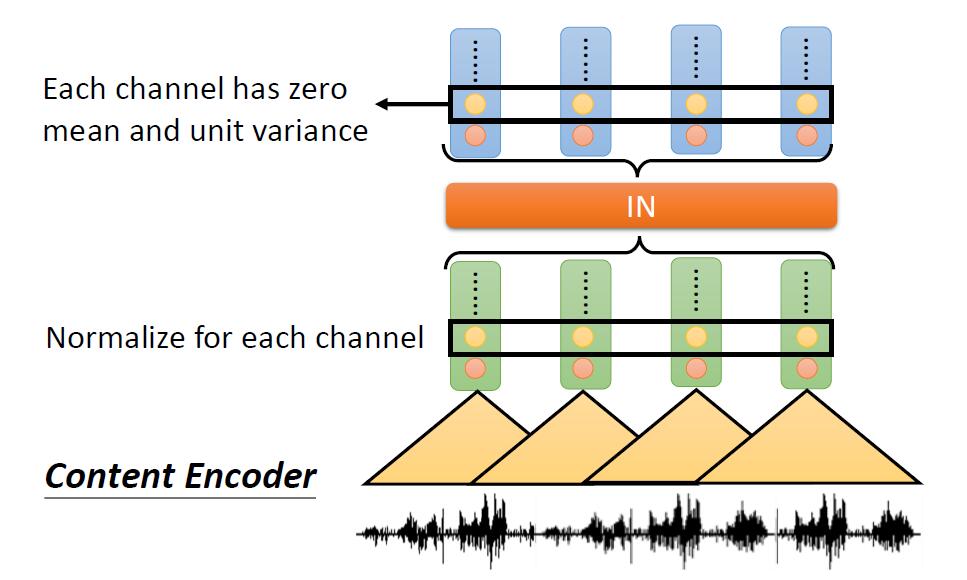 Each channel has zero
mean and unit variance
IN
Normalize for each channel
Content Encoder